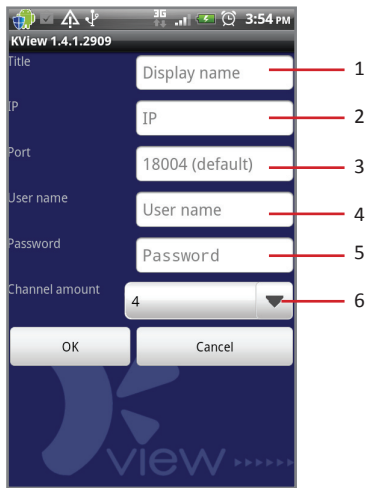 3G 3:54 PM
KView 1.4.1.2909
Title Display name 1
IP IP 2
Port 18004 (default) 3
User name User name 4
Password Password 5
Channel amount 4 6
OK Cancel
view